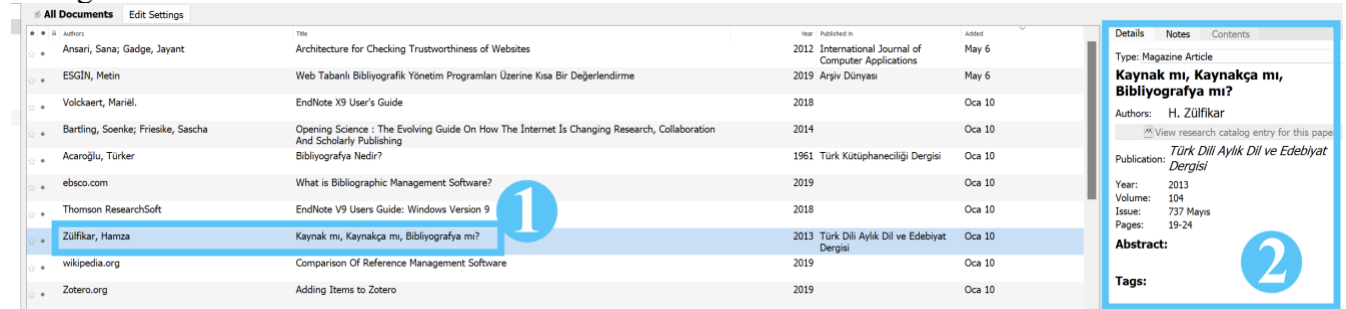 All Documents Edit Settings
Authors Title Year Published In Added
Ansari, Sana; Gadge, Jayant Architecture for Checking Trustworthiness of Websites 2012 International Journal of May 6
Computer Applications
ESGİN, Metin Web Tabanlı Bibliyografik Yönetim Programları Üzerine Kısa Bir Değerlendirme 2019 Arşiv Dünyası May 6
Volckaert, Mariël. EndNote X9 User's Guide 2018 Oca 10
Bartling, Soenke; Friesike, Sascha Opening Science : The Evolving Guide On How The İnternet İs Changing Research, Collaboration 2014 Oca 10
And Scholarly Publishing
Acaroğlu, Türker Bibliyografya Nedir? 1961 Türk Kütüphaneciliği Dergisi Oca 10
ebsco.com What is Bibliographic Management Software? 2019 Oca 10
Thomson ResearchSoft EndNote V9 Users Guide: Windows Version 9 2018 Oca 10
1
Zülfikar, Hamza Kaynak mı, Kaynakça mı, Bibliyografya mı? 2013 Türk Dili Aylık Dil ve Edebiyat Oca 10
Dergisi
wikipedia.org Comparison Of Reference Management Software 2019 Oca 10
Zotero.org Adding Items to Zotero 2019 Oca 10
Details Notes Contents
Type: Magazine Article
Kaynak mı, Kaynakça mı,
Bibliyografya mı?
Authors: H. Zülfikar
View research catalog entry for this pape
Publication: Türk Dili Aylık Dil ve Edebiyat
Dergisi
Year: 2013
Volume: 104
Issue: 737 Mayıs
Pages: 19-24
Abstract:
2
Tags: